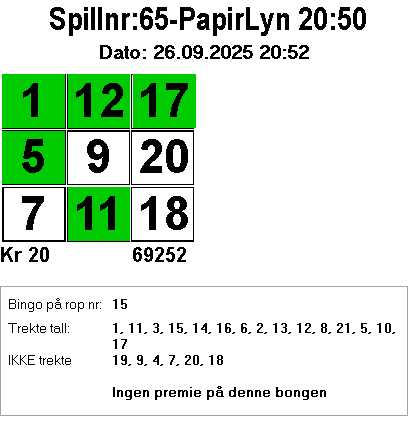 Spillnr:65-PapirLyn 20:50
Dato: 26.09.2025 20:52
1 12 17
5 9 20
7 11 18
Kr 20 69252
Bingo på rop nr: 15
Trekte tall: 1, 11, 3, 15, 14, 16, 6, 2, 13, 12, 8, 21, 5, 10,
17
IKKE trekte 19, 9, 4, 7, 20, 18
Ingen premie på denne bongen